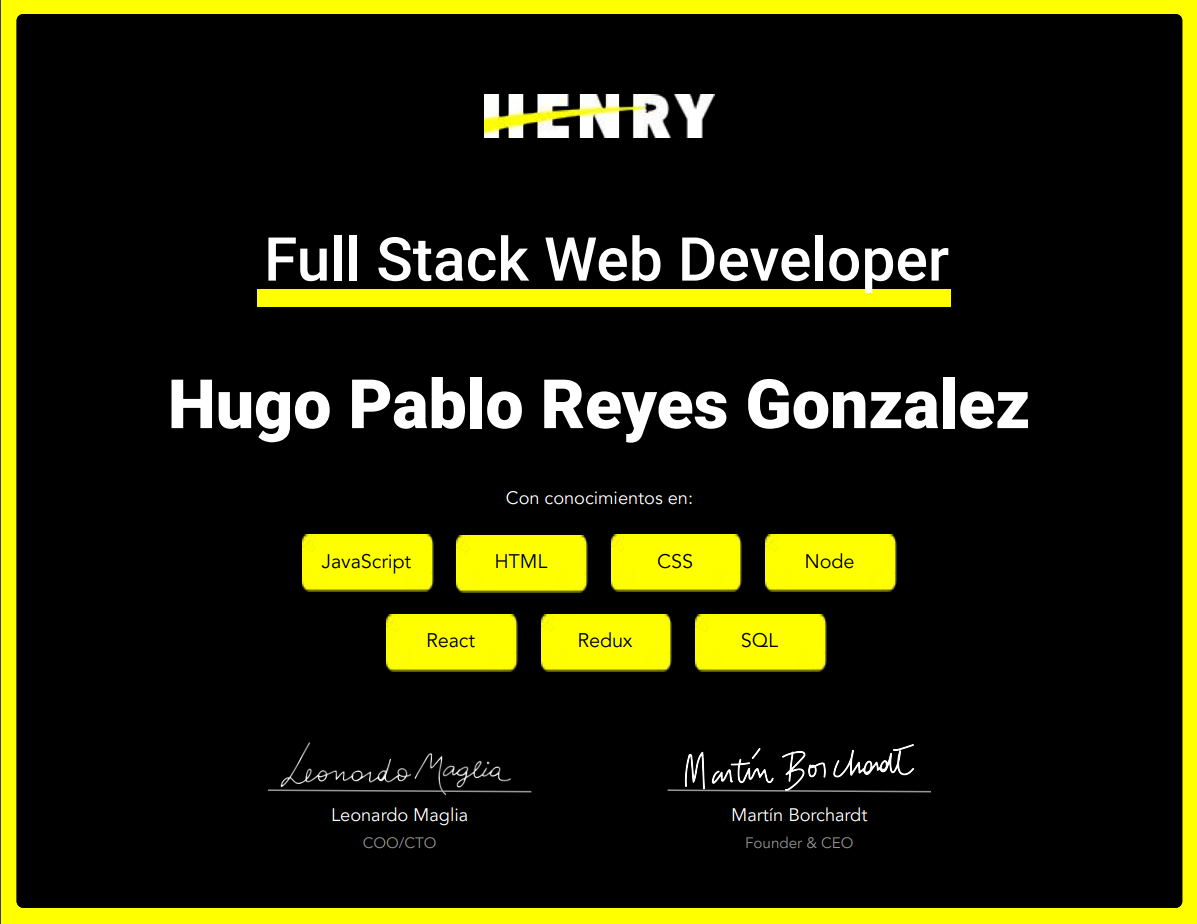 HENRY
Full Stack Web Developer
Hugo Pablo Reyes Gonzalez
Con conocimientos en:
JavaScript HTML CSS Node
React Redux SQL
Leonardo Maglia Martín Borchardt
Leonardo Maglia Martín Borchardt
COO/CTO Founder & CEO